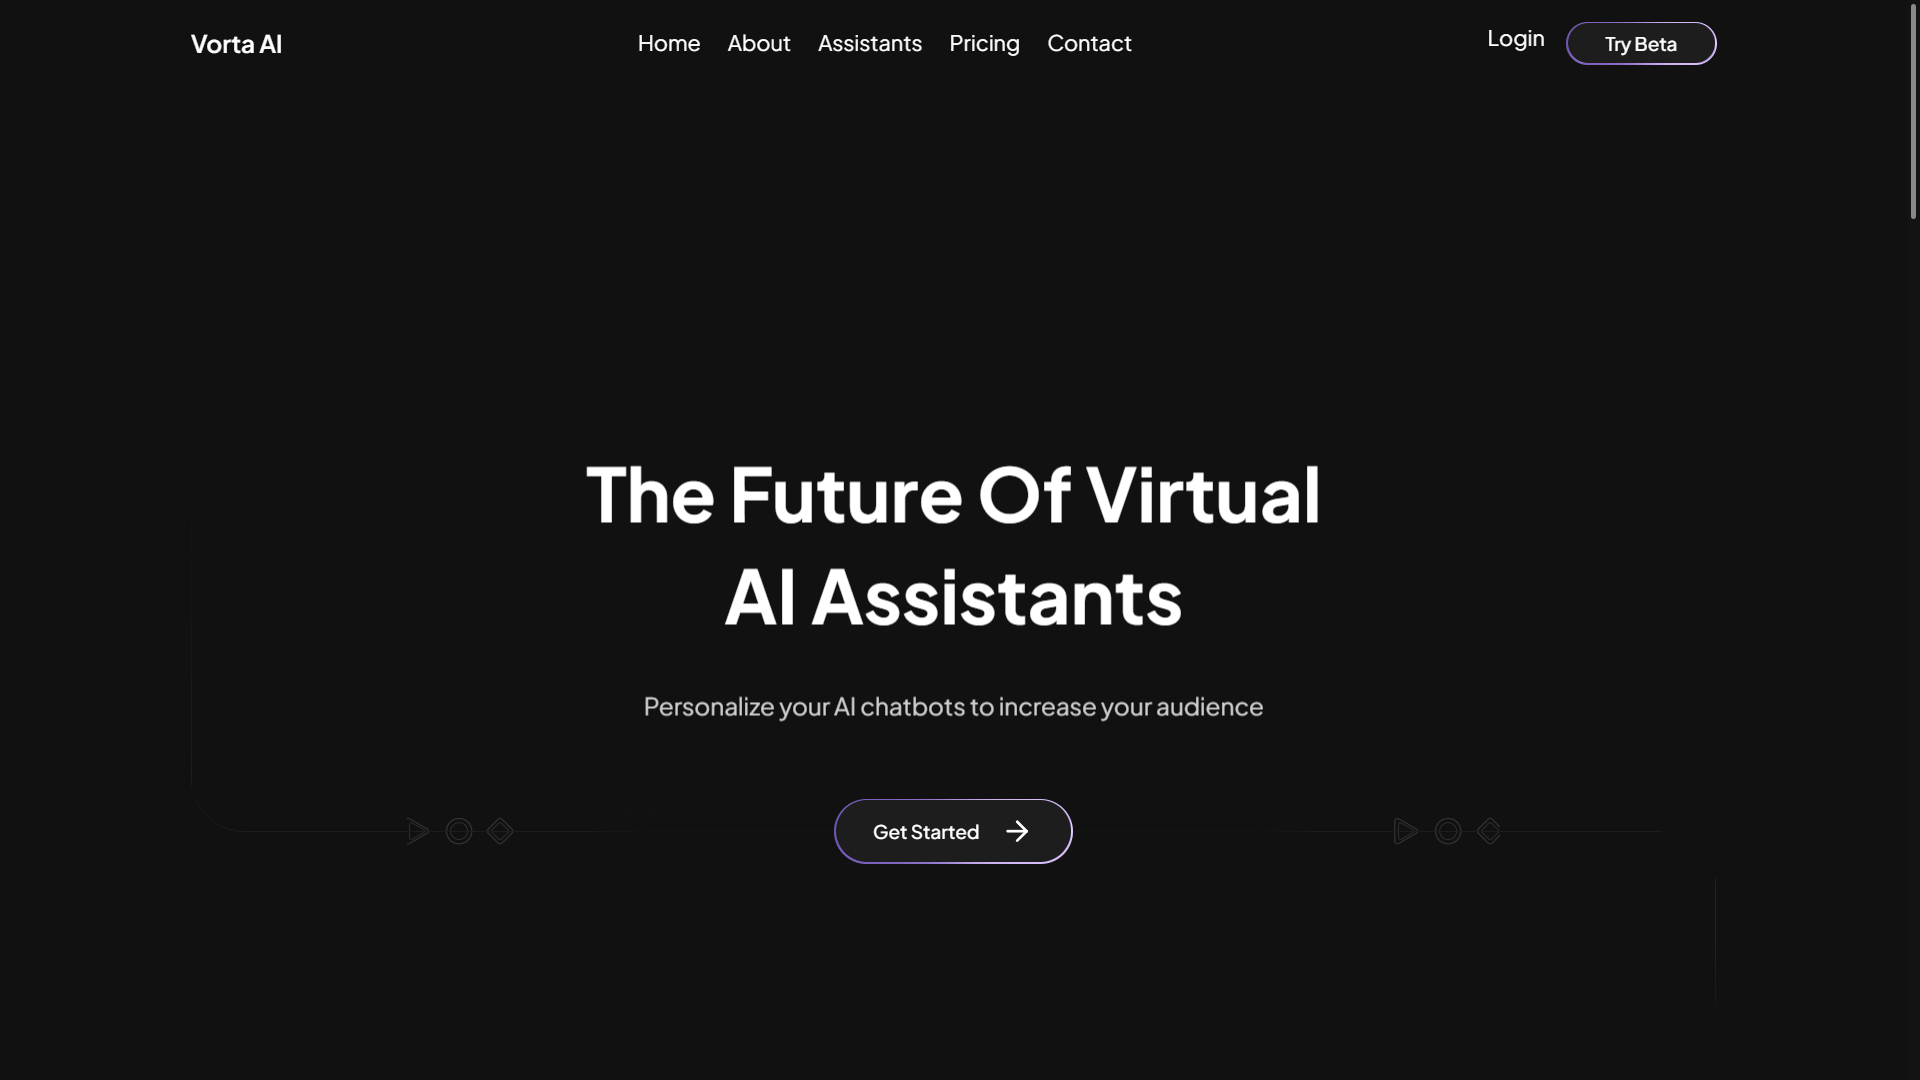 Vorta AI
Home
About
Assistants
Pricing
Contact
Login
Try Beta
The Future Of Virtual
AI Assistants
Personalize your AI chatbots to increase your audience
Get Started